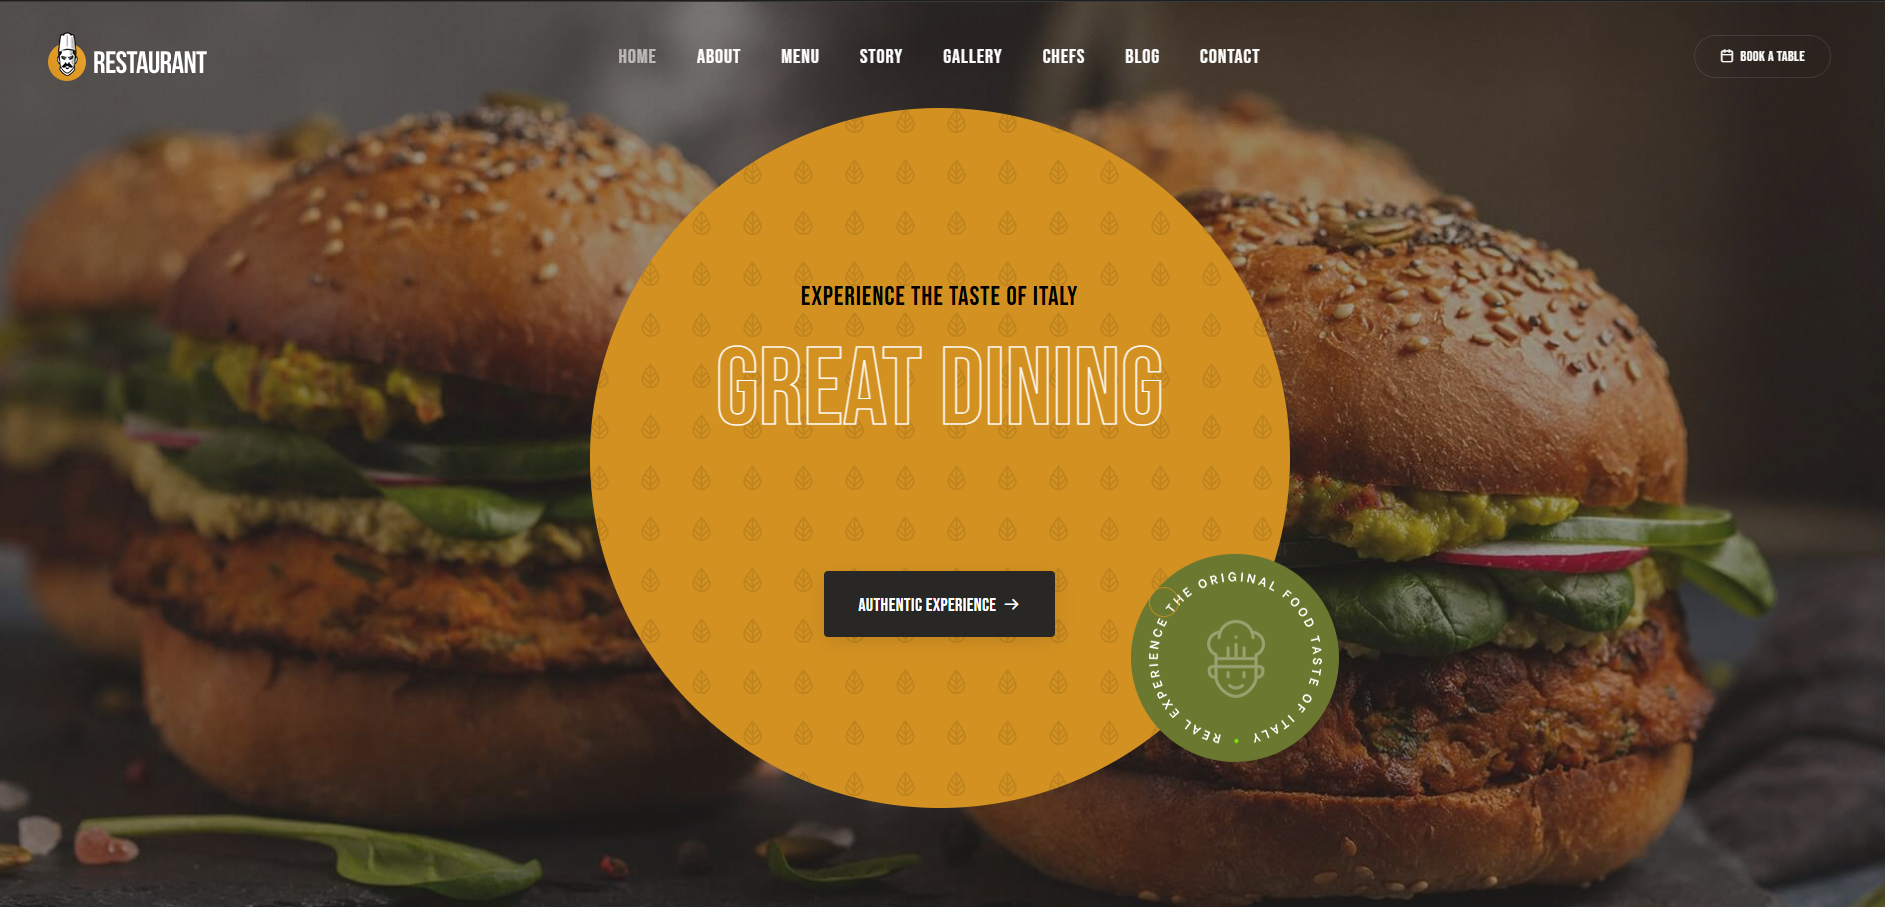 RESTAURANT
HOME ABOUT MENU STORY GALLERY CHEFS BLOG CONTACT
BOOK A TABLE
EXPERIENCE THE TASTE OF ITALY
GREAT DINING
AUTHENTIC EXPERIENCE →
REAL EXPERIENCE THE ORIGINAL FOOD TASTE OF ITALY •